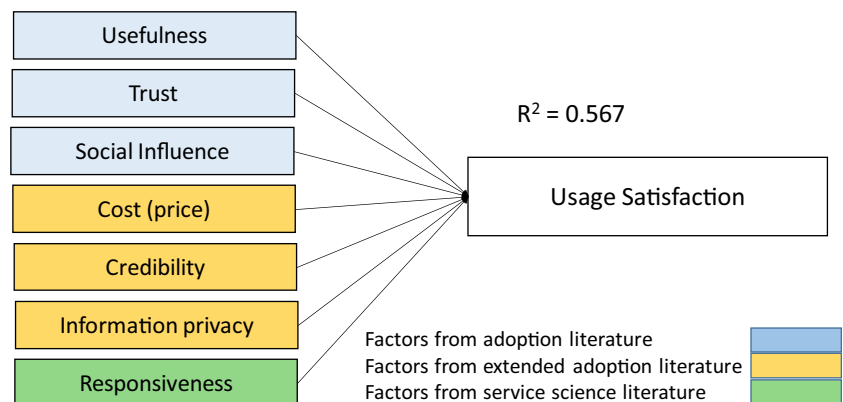 Usefulness
Trust
Social Influence
Cost (price)
Credibility
Information privacy
Responsiveness
R² = 0.567
Usage Satisfaction
Factors from adoption literature
Factors from extended adoption literature
Factors from service science literature